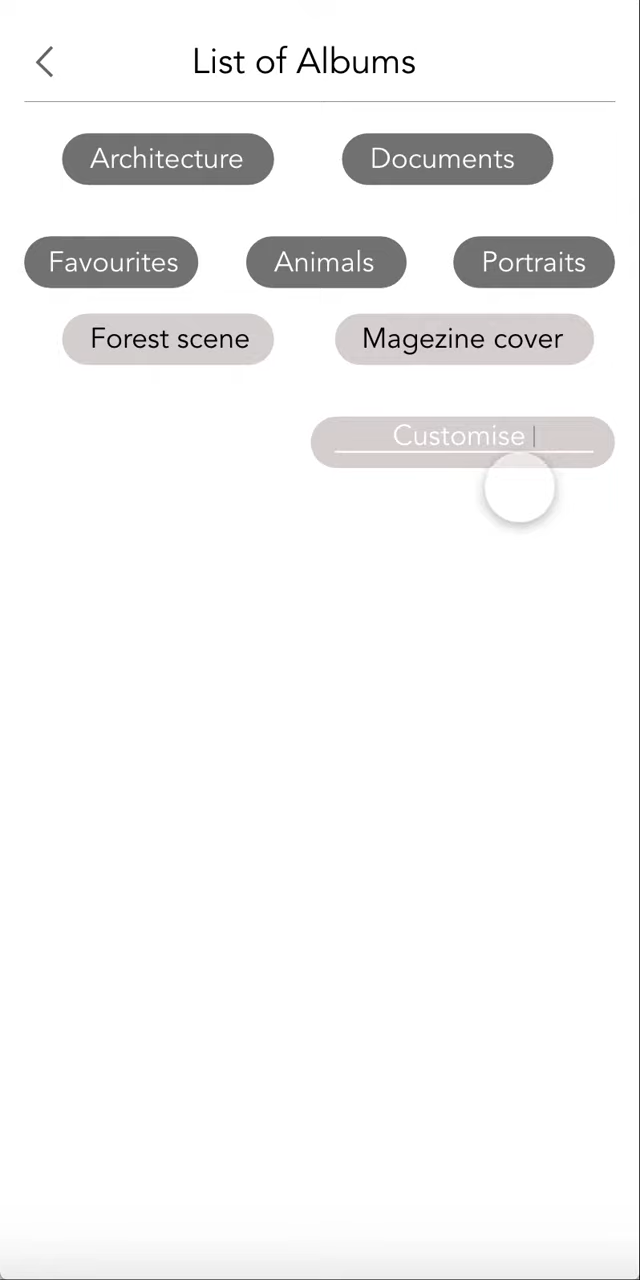 List of Albums
Architecture Documents
Favourites Animals Portraits
Forest scene Magezine cover
Customise